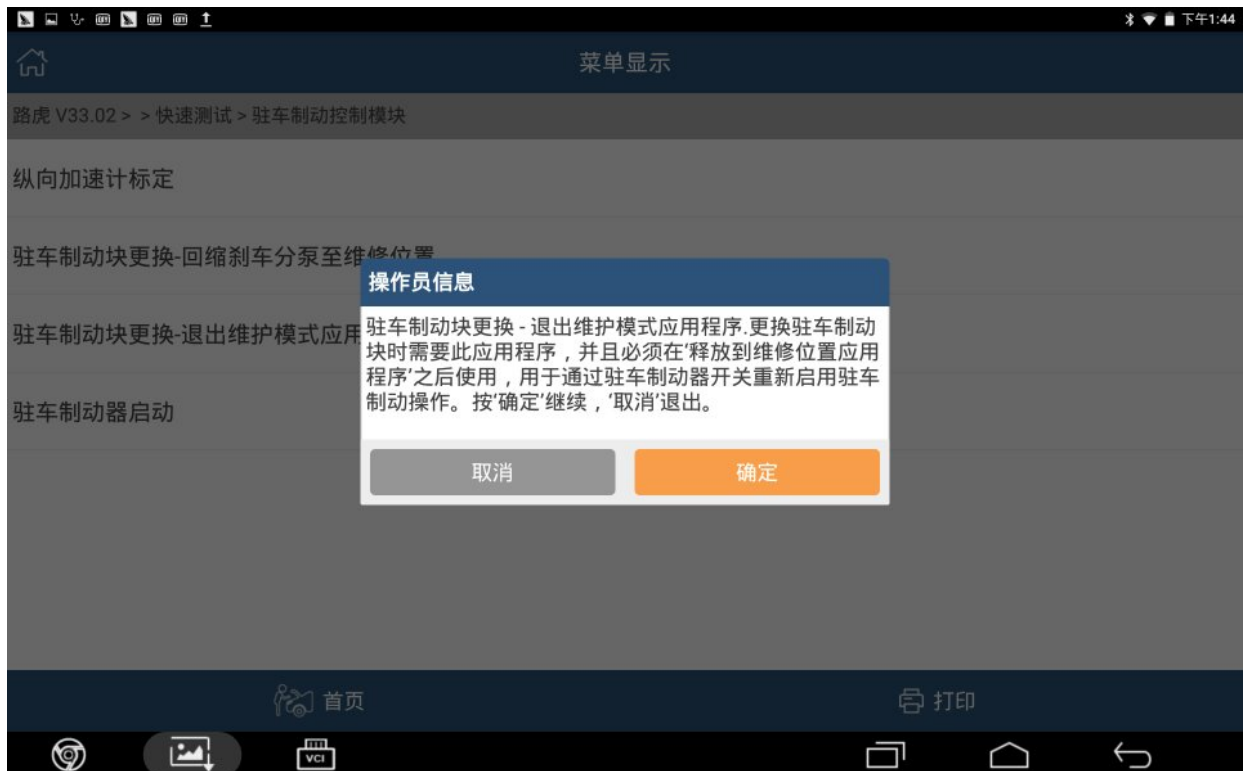 下午1:44
菜单显示
路虎 V33.02 > > 快速测试 > 驻车制动控制模块
纵向加速计标定
驻车制动块更换-回缩刹车分泵至维修位置
操作员信息
驻车制动块更换-退出维护模式应用
驻车制动块更换 - 退出维护模式应用程序.更换驻车制动
块时需要此应用程序，并且必须在'释放到维修位置应用
程序'之后使用，用于通过驻车制动器开关重新启用驻车
制动操作。按'确定'继续，'取消'退出。
驻车制动器启动
取消
确定
首页
打印
VCI